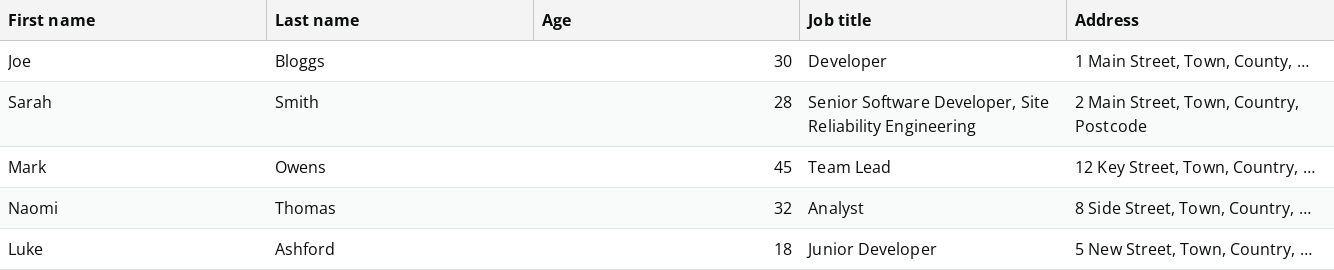 First name Last name Age Job title Address
Joe Bloggs 30 Developer 1 Main Street, Town, County, ...
Sarah Smith 28 Senior Software Developer, Site 2 Main Street, Town, Country,
Reliability Engineering Postcode
Mark Owens 45 Team Lead 12 Key Street, Town, Country, ...
Naomi Thomas 32 Analyst 8 Side Street, Town, Country, ...
Luke Ashford 18 Junior Developer 5 New Street, Town, Country, ...